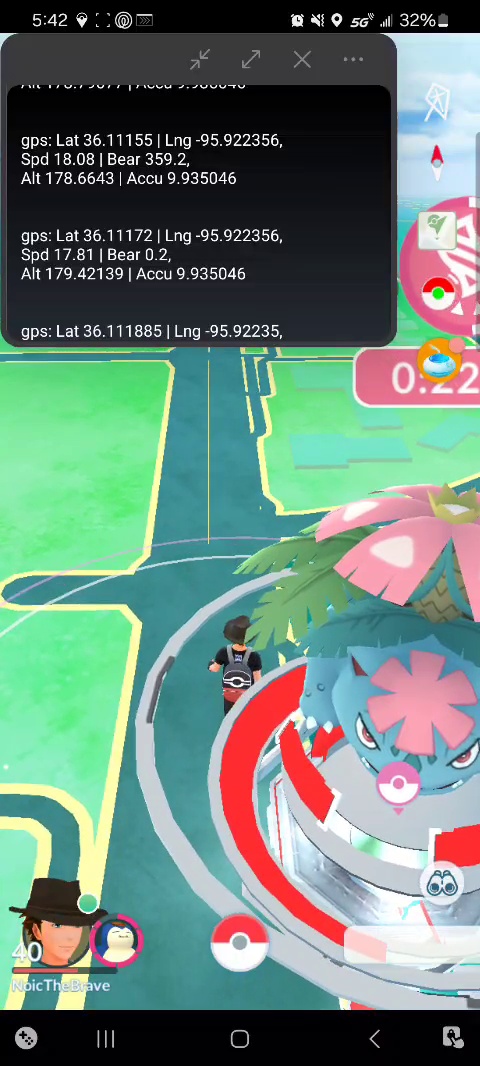 5:42
5G
32%
gps: Lat 36.11155 | Lng -95.922356,
Spd 18.08 | Bear 359.2,
Alt 178.6643 | Accu 9.935046
gps: Lat 36.11172 | Lng -95.922356,
Spd 17.81 | Bear 0.2,
Alt 179.42139 | Accu 9.935046
gps: Lat 36.111885 | Lng -95.92235,
0:22
40
NoicTheBrave